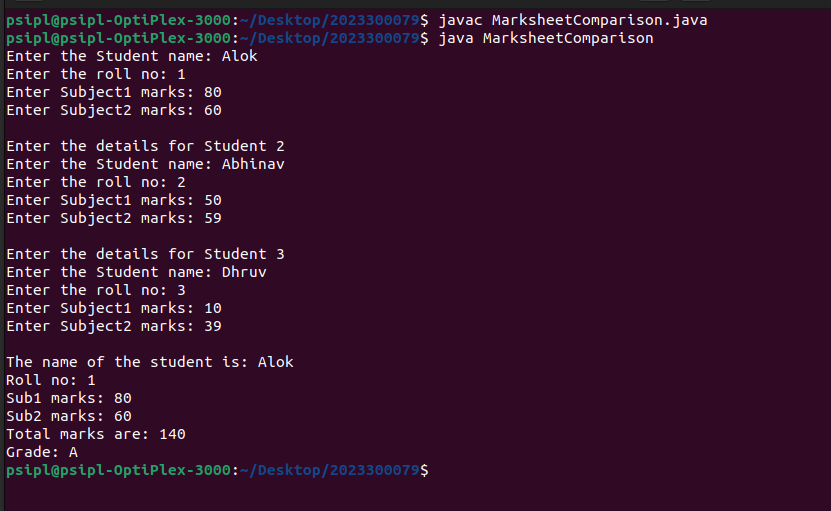 psipl@psipl-OptiPlex-3000:~/Desktop/2023300079$ javac MarksheetComparison.java
psipl@psipl-OptiPlex-3000:~/Desktop/2023300079$ java MarksheetComparison
Enter the Student name: Alok
Enter the roll no: 1
Enter Subject1 marks: 80
Enter Subject2 marks: 60
Enter the details for Student 2
Enter the Student name: Abhinav
Enter the roll no: 2
Enter Subject1 marks: 50
Enter Subject2 marks: 59
Enter the details for Student 3
Enter the Student name: Dhruv
Enter the roll no: 3
Enter Subject1 marks: 10
Enter Subject2 marks: 39
The name of the student is: Alok
Roll no: 1
Sub1 marks: 80
Sub2 marks: 60
Total marks are: 140
Grade: A
psipl@psipl-OptiPlex-3000:~/Desktop/2023300079$